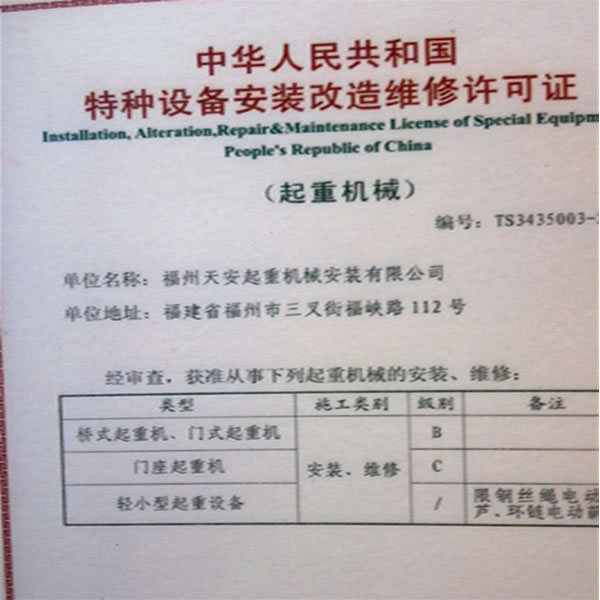 中华人民共和国
特种设备安装改造维修许可证
Installation, Alteration,Repair&Maintenance License of Special Equipm
People's Republic of China
（起重机械）
编号：TS3435003-
单位名称：福州天安起重机械安装有限公司
单位地址：福建省福州市三叉街福峡路 112 号
经审查，获准从事下列起重机械的安装、维修：
类型 施工类别 级别 备注
桥式起重机、门式起重机 B
门座起重机 安装、维修 C
轻小型起重设备 / 限钢丝绳电动
芦、环链电动葫